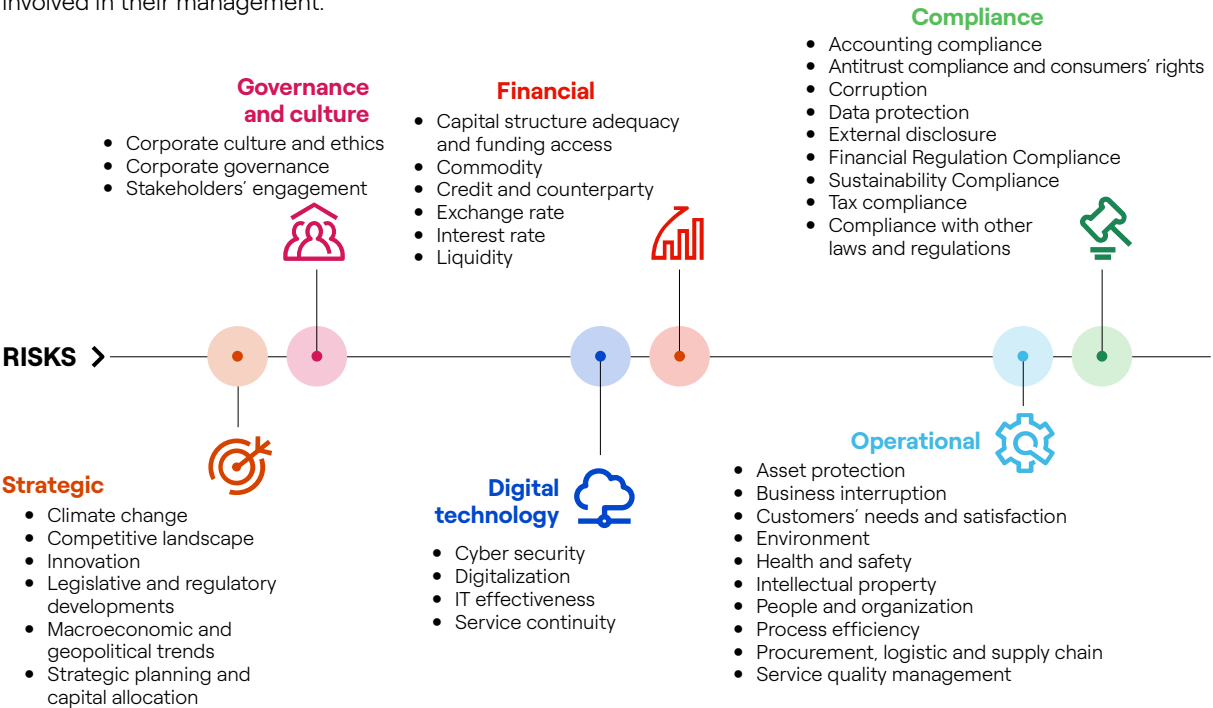 involved in their management.
Compliance
• Accounting compliance
• Antitrust compliance and consumers’ rights
• Corruption
• Data protection
• External disclosure
• Financial Regulation Compliance
• Sustainability Compliance
• Tax compliance
• Compliance with other
laws and regulations
Governance
and culture
• Corporate culture and ethics
• Corporate governance
• Stakeholders’ engagement
Financial
• Capital structure adequacy
and funding access
• Commodity
• Credit and counterparty
• Exchange rate
• Interest rate
• Liquidity
RISKS
Strategic
• Climate change
• Competitive landscape
• Innovation
• Legislative and regulatory
developments
• Macroeconomic and
geopolitical trends
• Strategic planning and
capital allocation
Digital
technology
• Cyber security
• Digitalization
• IT effectiveness
• Service continuity
Operational
• Asset protection
• Business interruption
• Customers’ needs and satisfaction
• Environment
• Health and safety
• Intellectual property
• People and organization
• Process efficiency
• Procurement, logistic and supply chain
• Service quality management